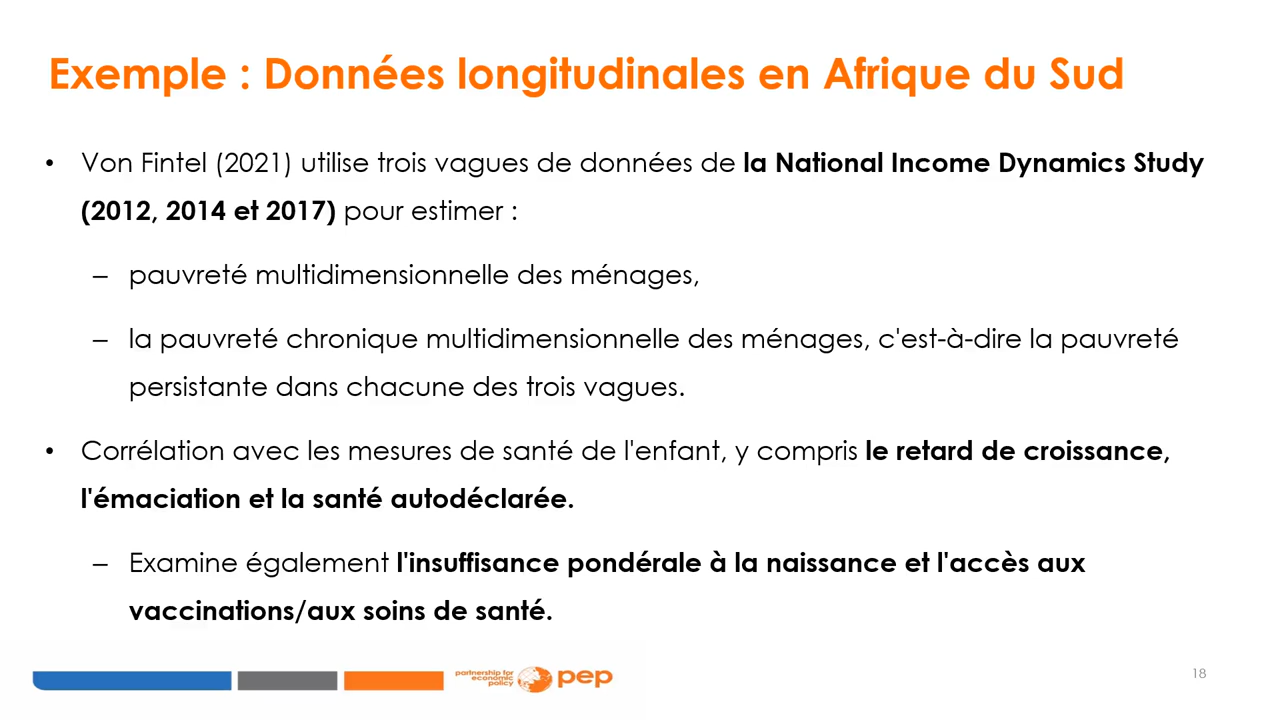 Exemple : Données longitudinales en Afrique du Sud
• Von Fintel (2021) utilise trois vagues de données de la National Income Dynamics Study
(2012, 2014 et 2017) pour estimer :
– pauvreté multidimensionnelle des ménages,
– la pauvreté chronique multidimensionnelle des ménages, c'est-à-dire la pauvreté
persistante dans chacune des trois vagues.
• Corrélation avec les mesures de santé de l'enfant, y compris le retard de croissance,
l'émaciation et la santé autodéclarée.
– Examine également l'insuffisance pondérale à la naissance et l'accès aux
vaccinations/aux soins de santé.
partnership for
economic
policy
pep
18